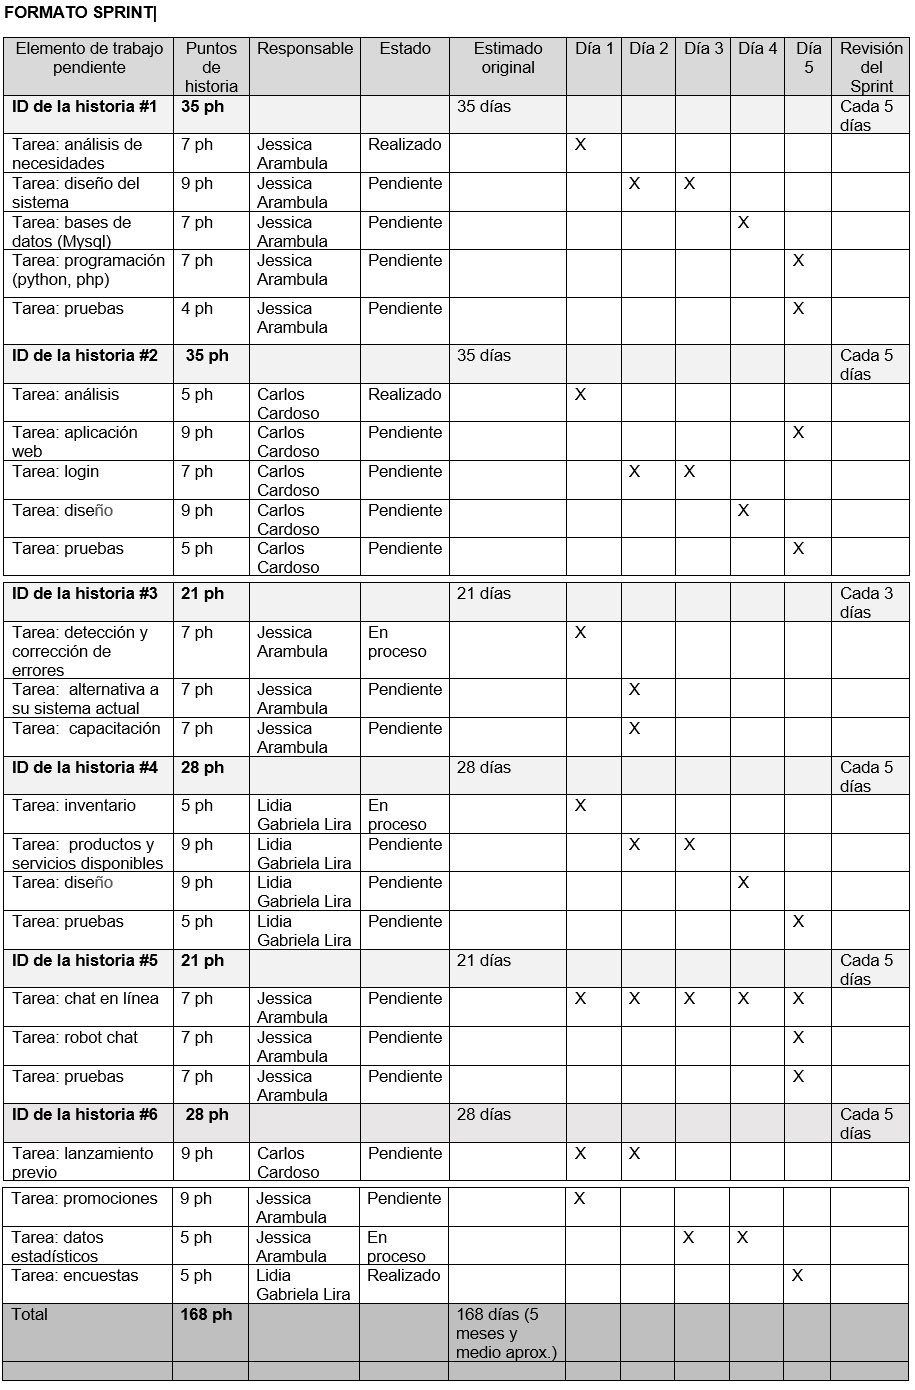 FORMATO SPRINT
Elemento de trabajo pendiente Puntos de historia Responsable Estado Estimado original Día 1 Día 2 Día 3 Día 4 Día 5 Revisión del Sprint
ID de la historia #1 35 ph 35 días Cada 5 días
Tarea: análisis de necesidades 7 ph Jessica Arambula Realizado X
Tarea: diseño del sistema 9 ph Jessica Arambula Pendiente X X
Tarea: bases de datos (Mysql) 7 ph Jessica Arambula Pendiente X
Tarea: programación (python, php) 7 ph Jessica Arambula Pendiente X
Tarea: pruebas 4 ph Jessica Arambula Pendiente X
ID de la historia #2 35 ph 35 días Cada 5 días
Tarea: análisis 5 ph Carlos Cardoso Realizado X
Tarea: aplicación web 9 ph Carlos Cardoso Pendiente X
Tarea: login 7 ph Carlos Cardoso Pendiente X X
Tarea: diseño 9 ph Carlos Cardoso Pendiente X
Tarea: pruebas 5 ph Carlos Cardoso Pendiente X
ID de la historia #3 21 ph 21 días Cada 3 días
Tarea: detección y corrección de errores 7 ph Jessica Arambula En proceso X
Tarea: alternativa a su sistema actual 7 ph Jessica Arambula Pendiente X
Tarea: capacitación 7 ph Jessica Arambula Pendiente X
ID de la historia #4 28 ph 28 días Cada 5 días
Tarea: inventario 5 ph Lidia Gabriela Lira En proceso X
Tarea: productos y servicios disponibles 9 ph Lidia Gabriela Lira Pendiente X X
Tarea: diseño 9 ph Lidia Gabriela Lira Pendiente X
Tarea: pruebas 5 ph Lidia Gabriela Lira Pendiente X
ID de la historia #5 21 ph 21 días Cada 5 días
Tarea: chat en línea 7 ph Jessica Arambula Pendiente X X X X X
Tarea: robot chat 7 ph Jessica Arambula Pendiente X
Tarea: pruebas 7 ph Jessica Arambula Pendiente X
ID de la historia #6 28 ph 28 días Cada 5 días
Tarea: lanzamiento previo 9 ph Carlos Cardoso Pendiente X X
Tarea: promociones 9 ph Jessica Arambula Pendiente X
Tarea: datos estadísticos 5 ph Jessica Arambula En proceso X X
Tarea: encuestas 5 ph Lidia Gabriela Lira Realizado X
Total 168 ph 168 días (5 meses y medio aprox.)